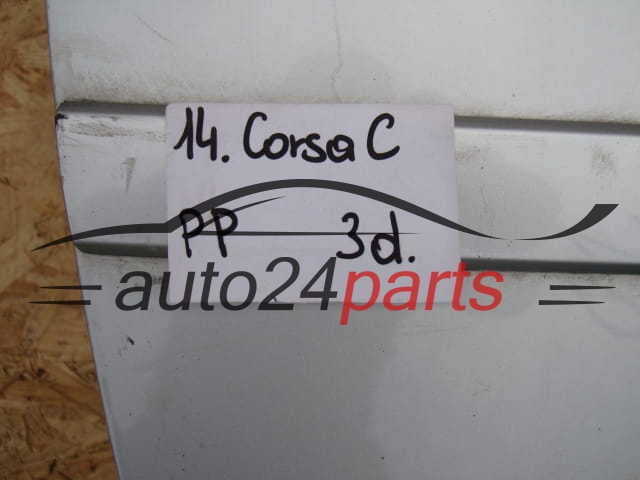 14. Corsa C
PP 3d.
auto24parts